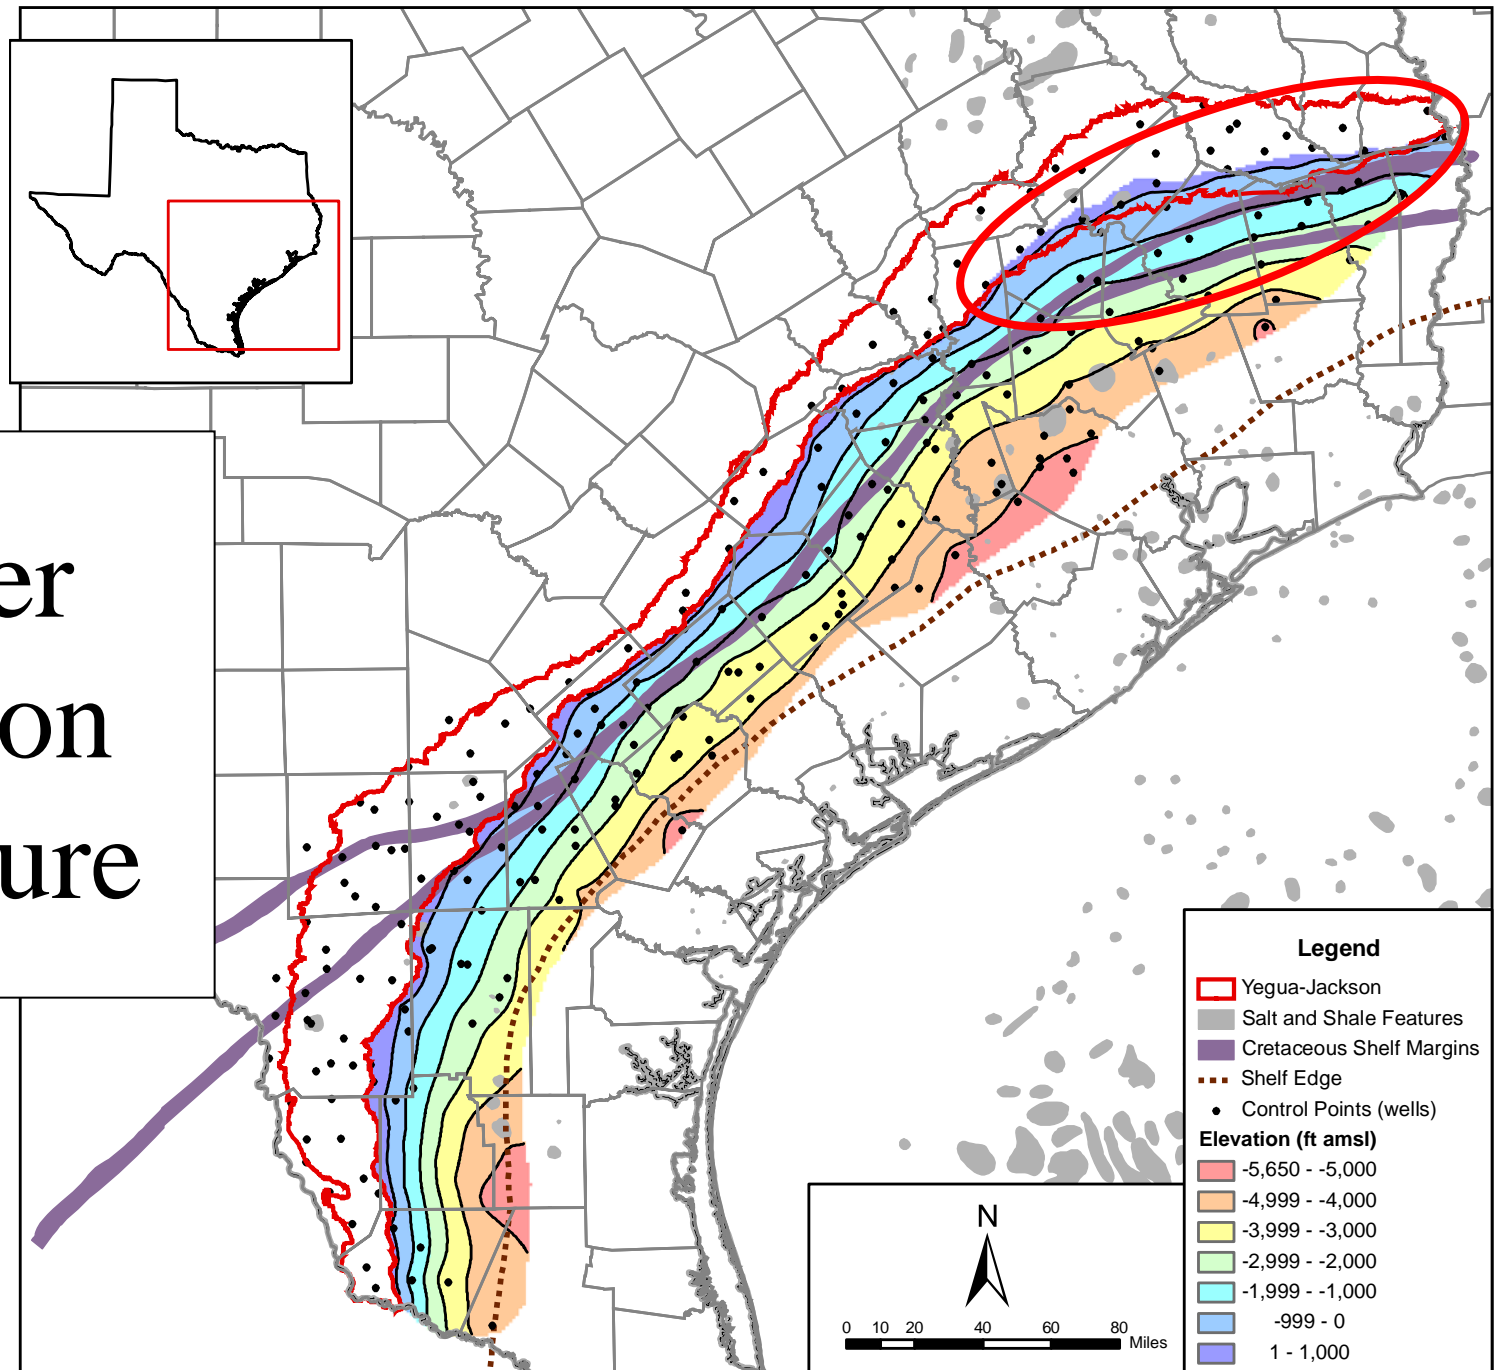 er
on
ure
Legend
Yegua-Jackson
Salt and Shale Features
Cretaceous Shelf Margins
Shelf Edge
Control Points (wells)
Elevation (ft amsl)
-5,650 - -5,000
-4,999 - -4,000
-3,999 - -3,000
-2,999 - -2,000
-1,999 - -1,000
-999 - 0
1 - 1,000
N
0 10 20 40 60 80 Miles